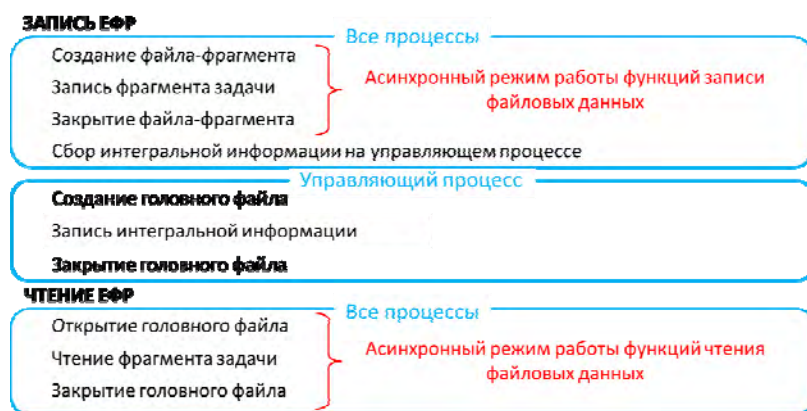 ЗАПИСЬ ЕФР
Все процессы
Создание файла-фрагмента
Запись фрагмента задачи
Закрытие файла-фрагмента
Асинхронный режим работы функций записи
файловых данных
Сбор интегральной информации на управляющем процессе
Управляющий процесс
Создание головного файла
Запись интегральной информации
Закрытие головного файла
ЧТЕНИЕ ЕФР
Все процессы
Открытие головного файла
Чтение фрагмента задачи
Закрытие головного файла
Асинхронный режим работы функций чтения
файловых данных